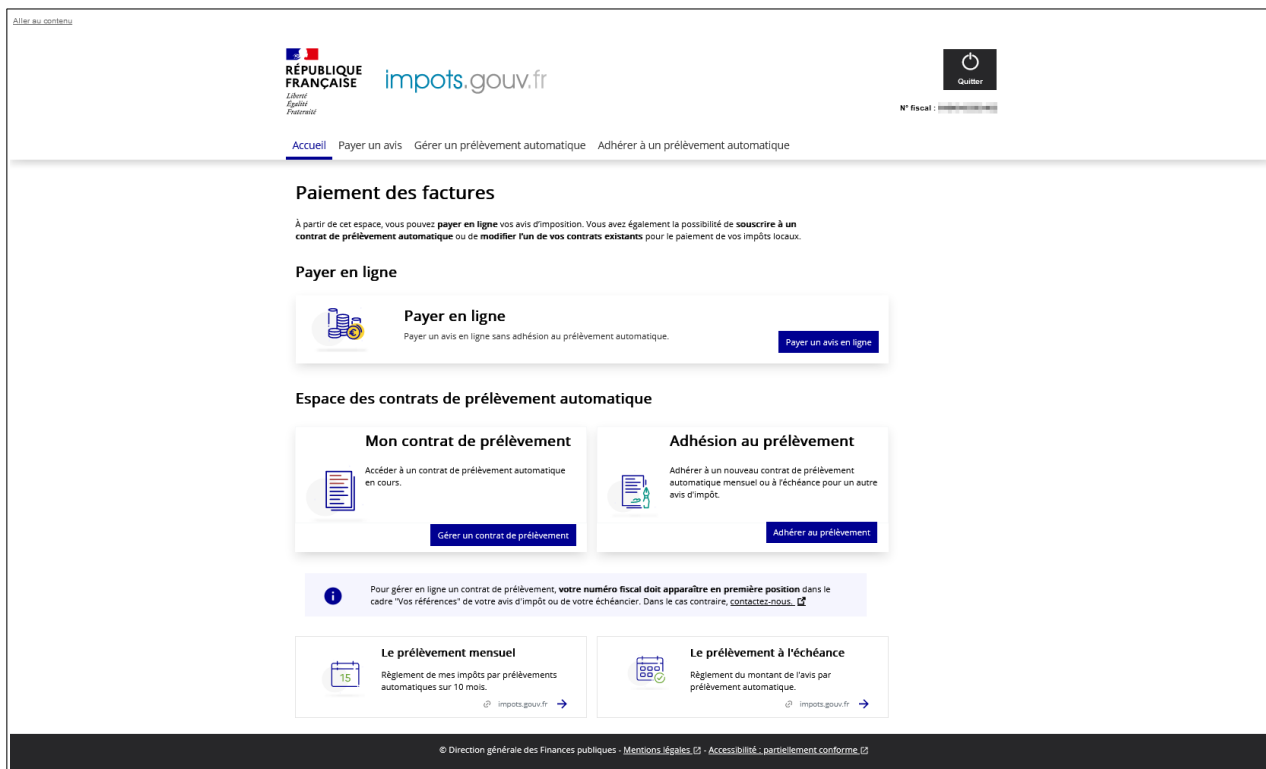 Aller au contenu
RÉPUBLIQUE
FRANÇAISE
Liberté
Égalité
Fraternité
impots.gouv.fr
Quitter
N° fiscal :
Accueil Payer un avis Gérer un prélèvement automatique Adhérer à un prélèvement automatique
Paiement des factures
À partir de cet espace, vous pouvez payer en ligne vos avis d'imposition. Vous avez également la possibilité de souscrire à un
contrat de prélèvement automatique ou de modifier l'un de vos contrats existants pour le paiement de vos impôts locaux.
Payer en ligne
Payer en ligne
Payer un avis en ligne sans adhésion au prélèvement automatique.
Payer un avis en ligne
Espace des contrats de prélèvement automatique
Mon contrat de prélèvement
Accéder à un contrat de prélèvement automatique
en cours.
Gérer un contrat de prélèvement
Adhésion au prélèvement
Adhérer à un nouveau contrat de prélèvement
automatique mensuel ou à l'échéance pour un autre
avis d'impôt.
Adhérer au prélèvement
Pour gérer en ligne un contrat de prélèvement, votre numéro fiscal doit apparaître en première position dans le
cadre "Vos références" de votre avis d'impôt ou de votre échéancier. Dans le cas contraire, contactez-nous.
15
Le prélèvement mensuel
Règlement de mes impôts par prélèvements
automatiques sur 10 mois.
impots.gouv.fr
Le prélèvement à l'échéance
Règlement du montant de l'avis par
prélèvement automatique.
impots.gouv.fr
© Direction générale des Finances publiques - Mentions légales - Accessibilité : partiellement conforme